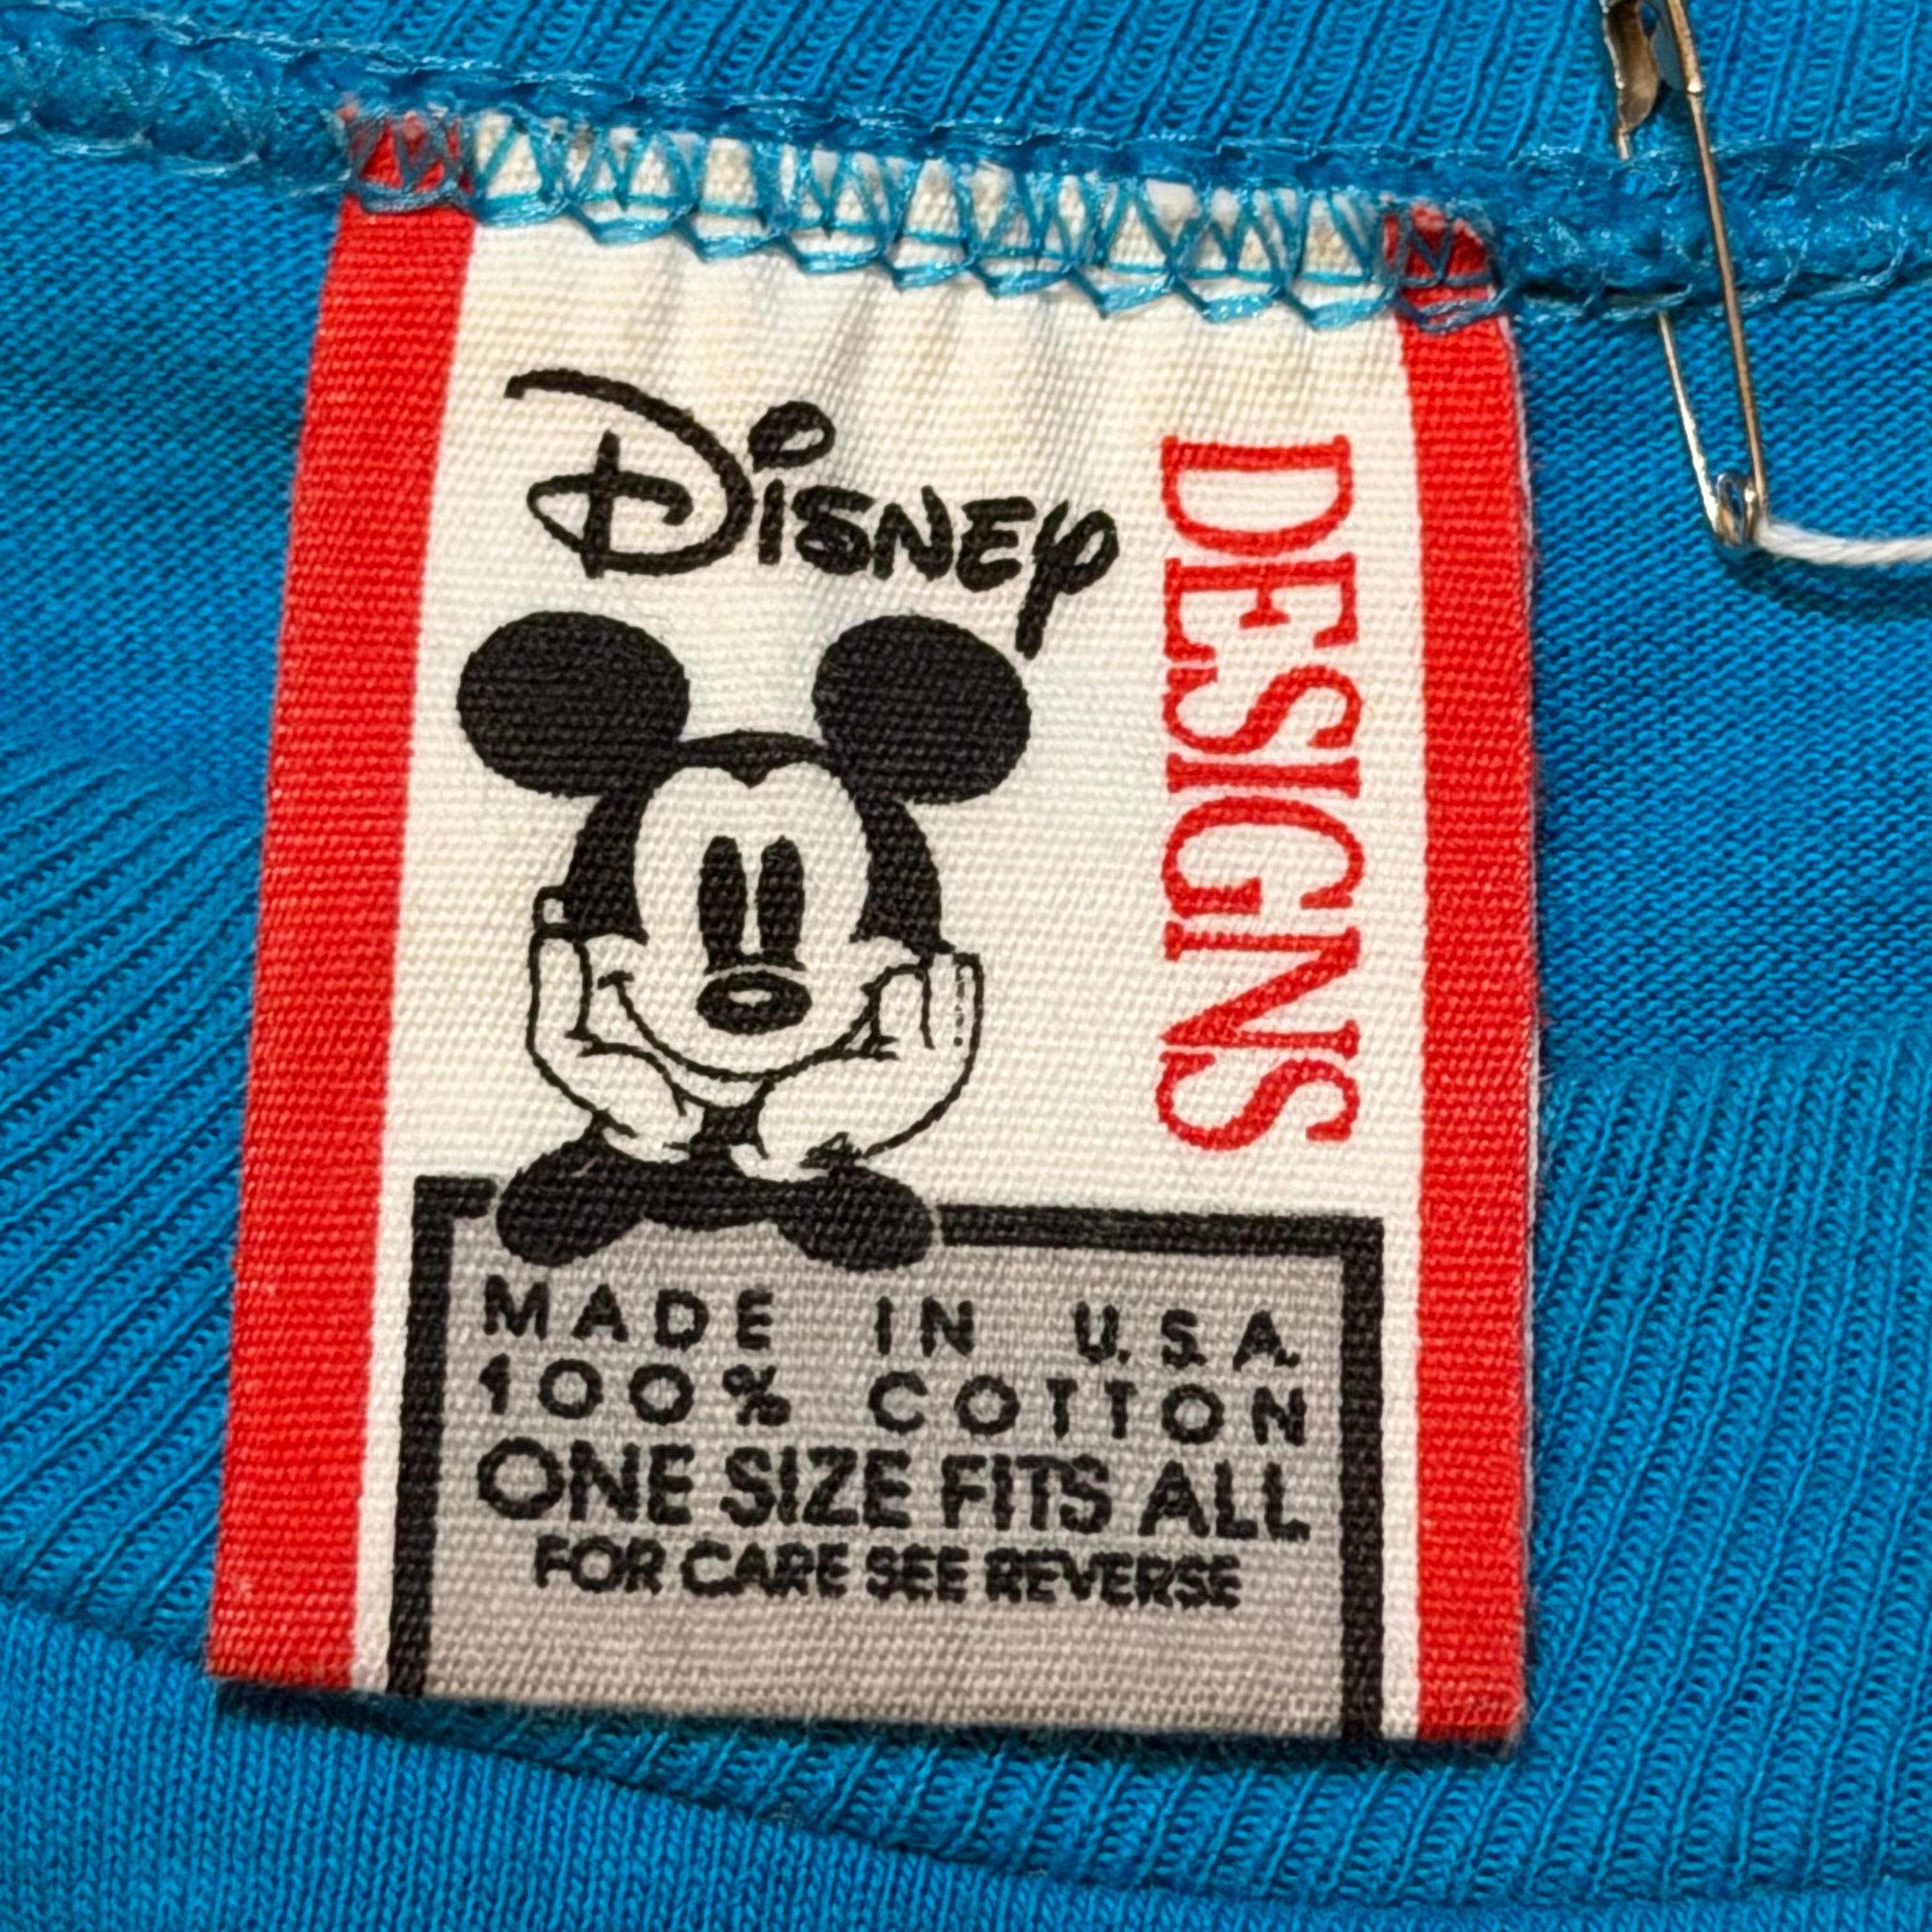 Disney
DESIGNS
MADE IN U.S.A.
100% COTTON
ONE SIZE FITS ALL
FOR CARE SEE REVERSE